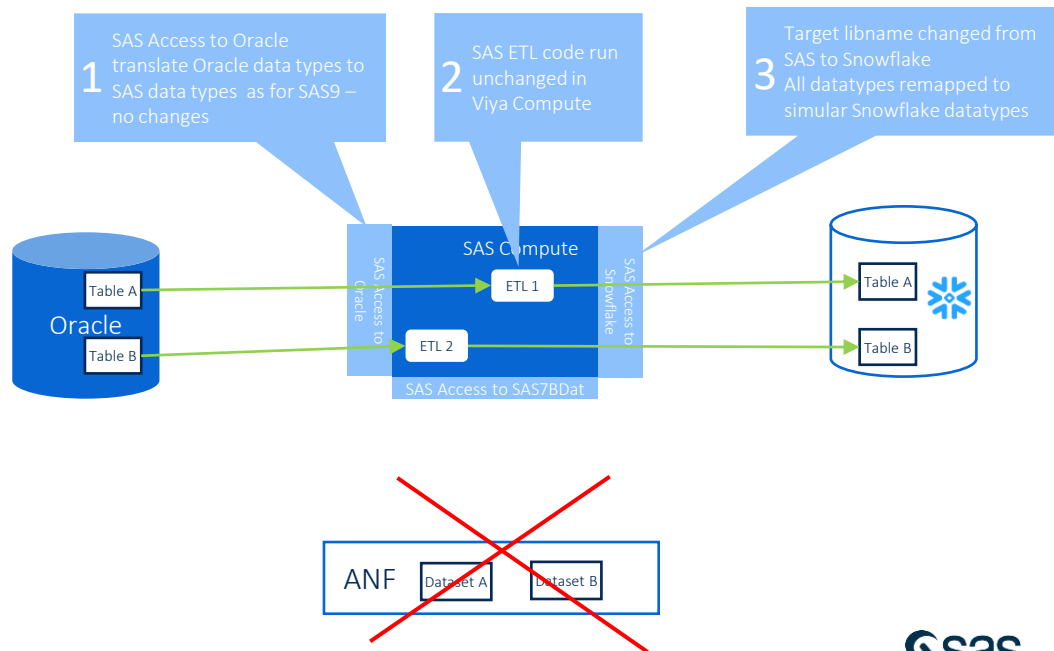 1
SAS Access to Oracle
translate Oracle data types to
SAS data types as for SAS9 –
no changes
2
SAS ETL code run
unchanged in
Viya Compute
3
Target libname changed from
SAS to Snowflake
All datatypes remapped to
simular Snowflake datatypes
Oracle
Table A
Table B
SAS Access to
Oracle
SAS Compute
ETL 1
ETL 2
SAS Access to
Snowflake
SAS Access to SAS7BDat
Table A
Table B
ANF
Dataset A
Dataset B
sas